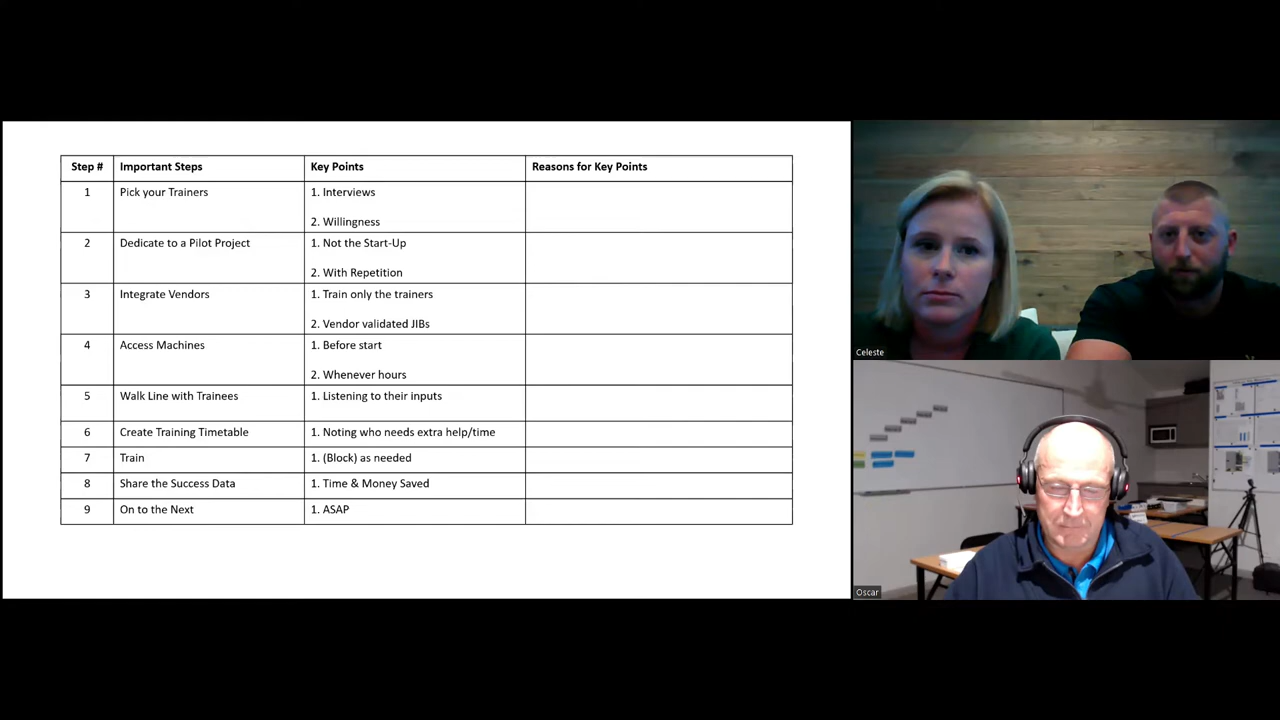 Step # Important Steps Key Points Reasons for Key Points
1 Pick your Trainers 1. Interviews
2. Willingness
2 Dedicate to a Pilot Project 1. Not the Start-Up
2. With Repetition
3 Integrate Vendors 1. Train only the trainers
2. Vendor validated JIBs
4 Access Machines 1. Before start
2. Whenever hours
5 Walk Line with Trainees 1. Listening to their inputs
6 Create Training Timetable 1. Noting who needs extra help/time
7 Train 1. (Block) as needed
8 Share the Success Data 1. Time & Money Saved
9 On to the Next 1. ASAP
Celeste
Oscar